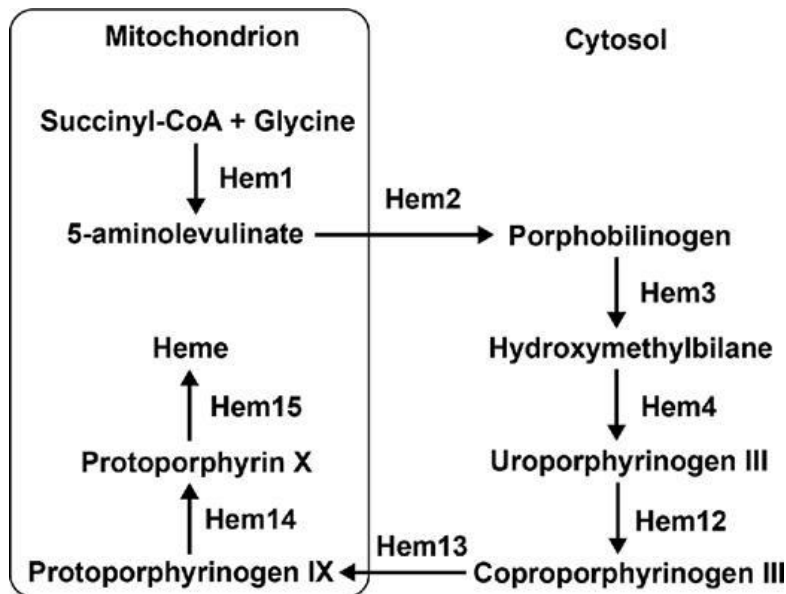 Mitochondrion
Cytosol
Succinyl-CoA + Glycine
Hem1
5-aminolevulinate
Hem2
Porphobilinogen
Hem3
Hydroxymethylbilane
Hem4
Uroporphyrinogen III
Hem12
Coproporphyrinogen III
Hem13
Protoporphyrinogen IX
Hem14
Protoporphyrin X
Hem15
Heme